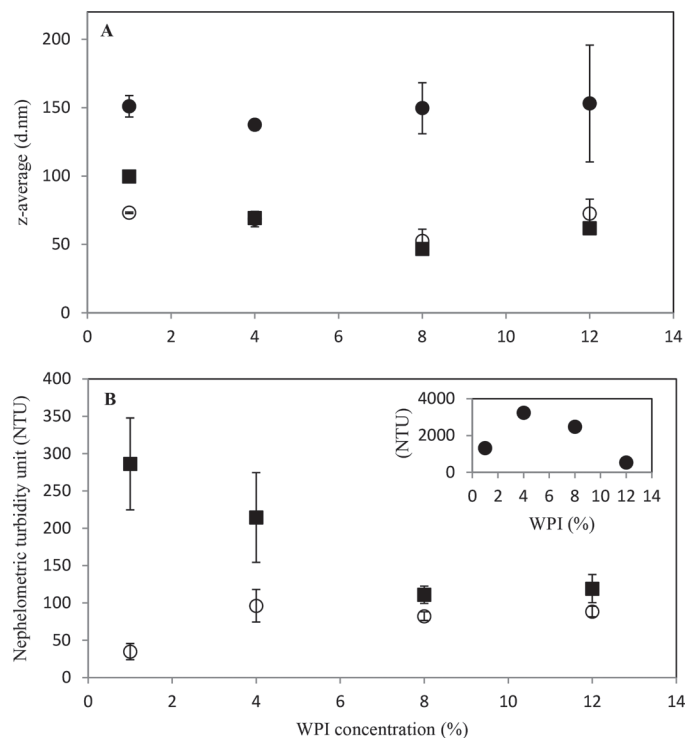 A
z-average (d.nm)
200
150
100
50
0
0 2 4 6 8 10 12 14
B
Nephelometric turbidity unit (NTU)
400
350
300
250
200
150
100
50
0
0 2 4 6 8 10 12 14
WPI concentration (%)
(NTU)
4000
2000
0
0 2 4 6 8 10 12 14
WPI (%)